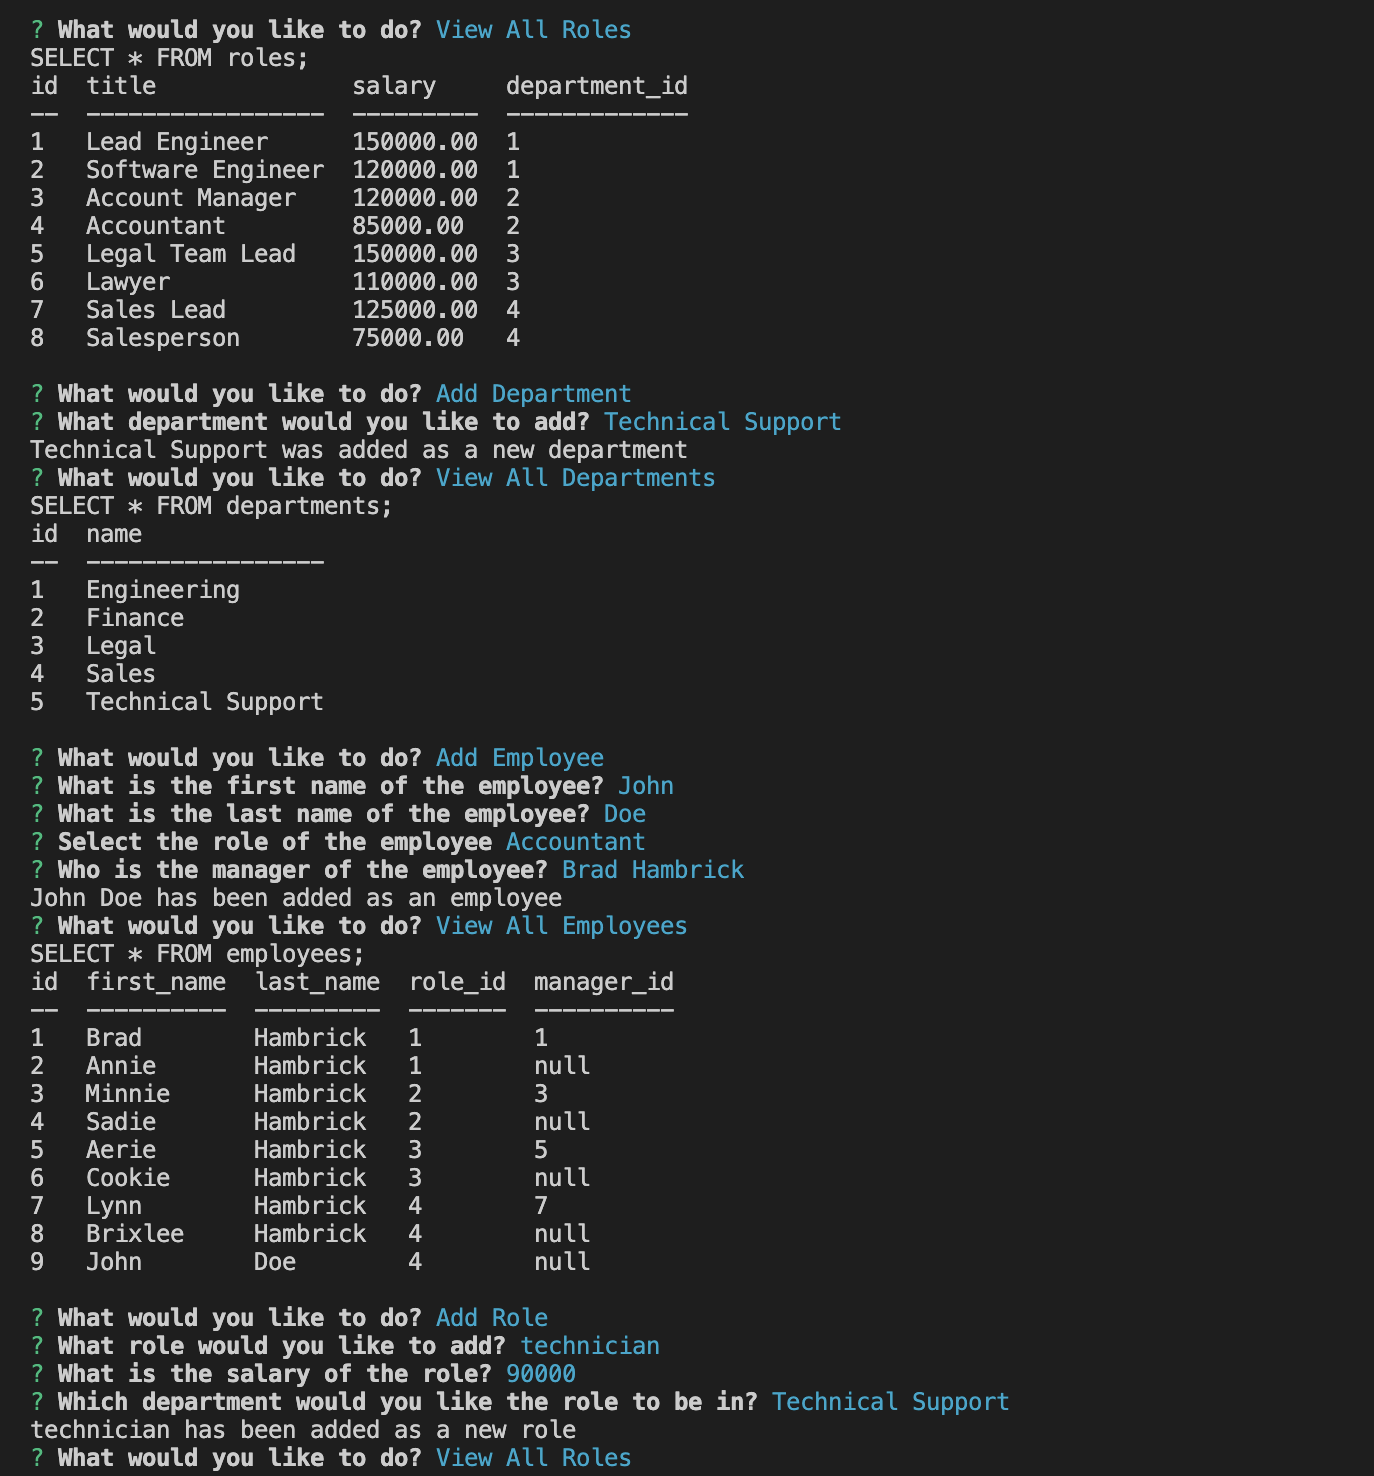 ? What would you like to do? View All Roles
SELECT * FROM roles;
id  title              salary     department_id
--  -----------------  ---------  -------------
1   Lead Engineer      150000.00  1
2   Software Engineer  120000.00  1
3   Account Manager    120000.00  2
4   Accountant         85000.00   2
5   Legal Team Lead    150000.00  3
6   Lawyer             110000.00  3
7   Sales Lead         125000.00  4
8   Salesperson        75000.00   4

? What would you like to do? Add Department
? What department would you like to add? Technical Support
Technical Support was added as a new department
? What would you like to do? View All Departments
SELECT * FROM departments;
id  name
--  -----------------
1   Engineering
2   Finance
3   Legal
4   Sales
5   Technical Support

? What would you like to do? Add Employee
? What is the first name of the employee? John
? What is the last name of the employee? Doe
? Select the role of the employee Accountant
? Who is the manager of the employee? Brad Hambrick
John Doe has been added as an employee
? What would you like to do? View All Employees
SELECT * FROM employees;
id  first_name  last_name  role_id  manager_id
--  ----------  ---------  -------  ----------
1   Brad        Hambrick   1        1
2   Annie       Hambrick   1        null
3   Minnie      Hambrick   2        3
4   Sadie       Hambrick   2        null
5   Aerie       Hambrick   3        5
6   Cookie      Hambrick   3        null
7   Lynn        Hambrick   4        7
8   Brixlee     Hambrick   4        null
9   John        Doe        4        null

? What would you like to do? Add Role
? What role would you like to add? technician
? What is the salary of the role? 90000
? Which department would you like the role to be in? Technical Support
technician has been added as a new role
? What would you like to do? View All Roles